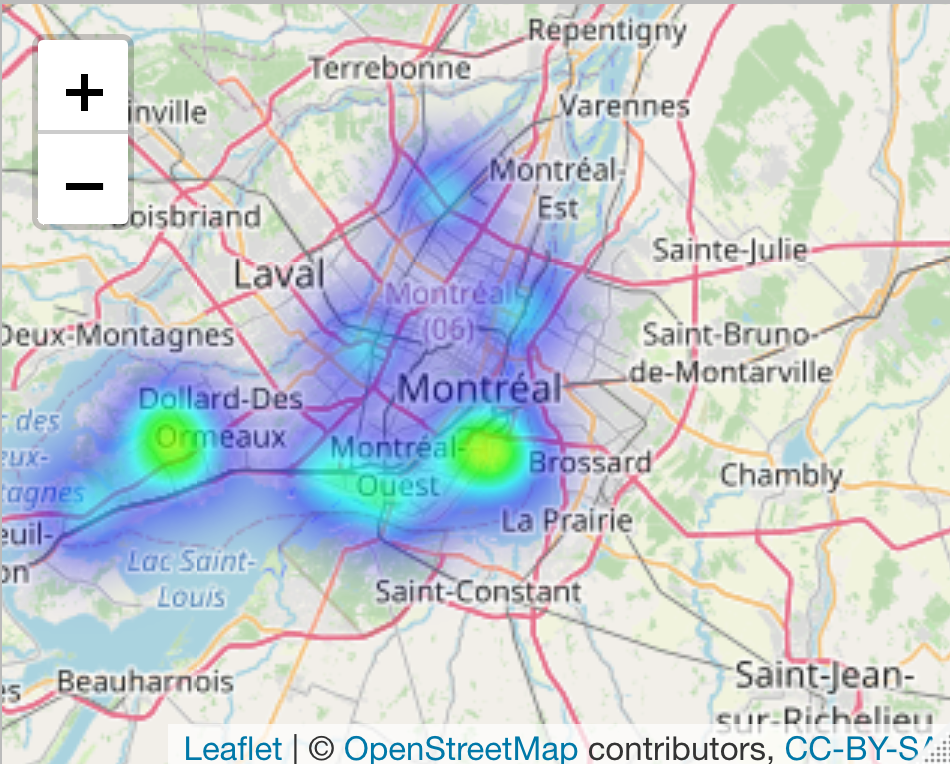 Repentigny
Terrebonne
+
inville
Varennes
Montréal-
Est
−
oisbriand
Sainte-Julie
Laval
Montréal
(06)
Deux-Montagnes
Saint-Bruno-
de-Montarville
Montréal
Dollard-Des
Ormeaux
c des
eux-
tagnes
Montréal-
Ouest
Brossard
Chambly
euil-
on
La Prairie
Lac Saint-
Louis
Saint-Constant
es
Beauharnois
Saint-Jean-
sur-Richelieu
Leaflet | © OpenStreetMap contributors, CC-BY-S